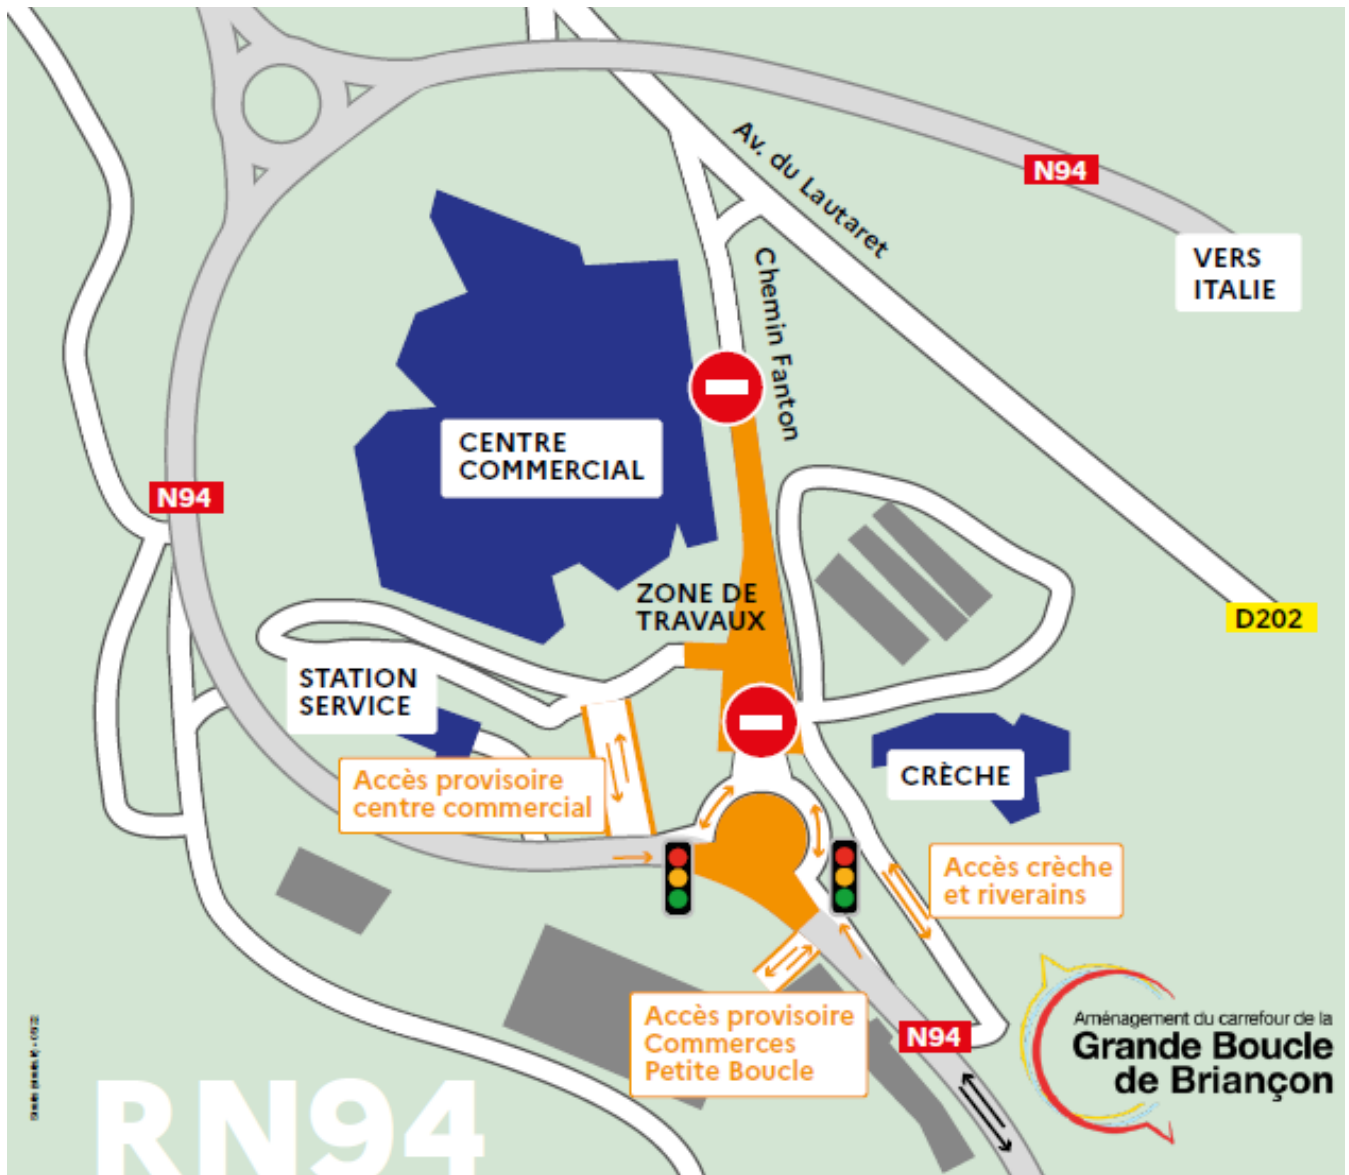 Av. du Lautaret
N94
VERS
ITALIE
Chemin Fanton
CENTRE
COMMERCIAL
N94
ZONE DE
TRAVAUX
D202
STATION
SERVICE
CRÈCHE
Accès provisoire
centre commercial
Accès crèche
et riverains
Accès provisoire
Commerces
Petite Boucle
N94
Aménagement du carrefour de la
Grande Boucle
de Briançon
RN94